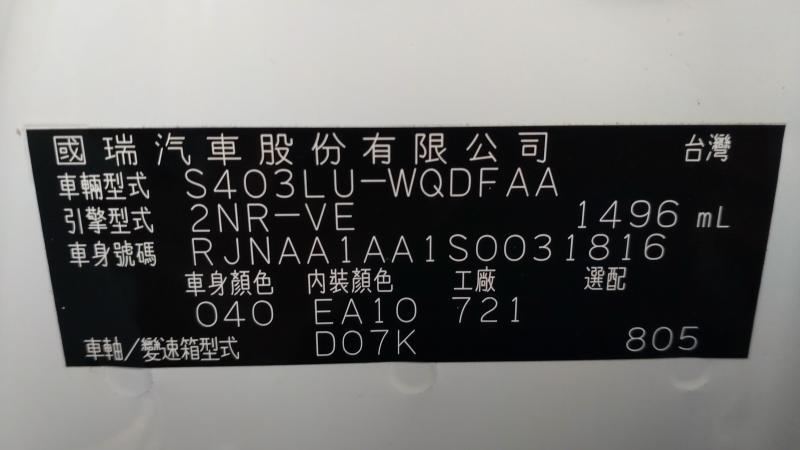 國瑞汽車股份有限公司 台灣
車輛型式 S403LU-WQDFAA
引擎型式 2NR-VE 1496 mL
車身號碼 RJNAA1AA1S0031816
車身顏色 內裝顏色 工廠 選配
040 EA10 721
車軸/變速箱型式 D07K 805